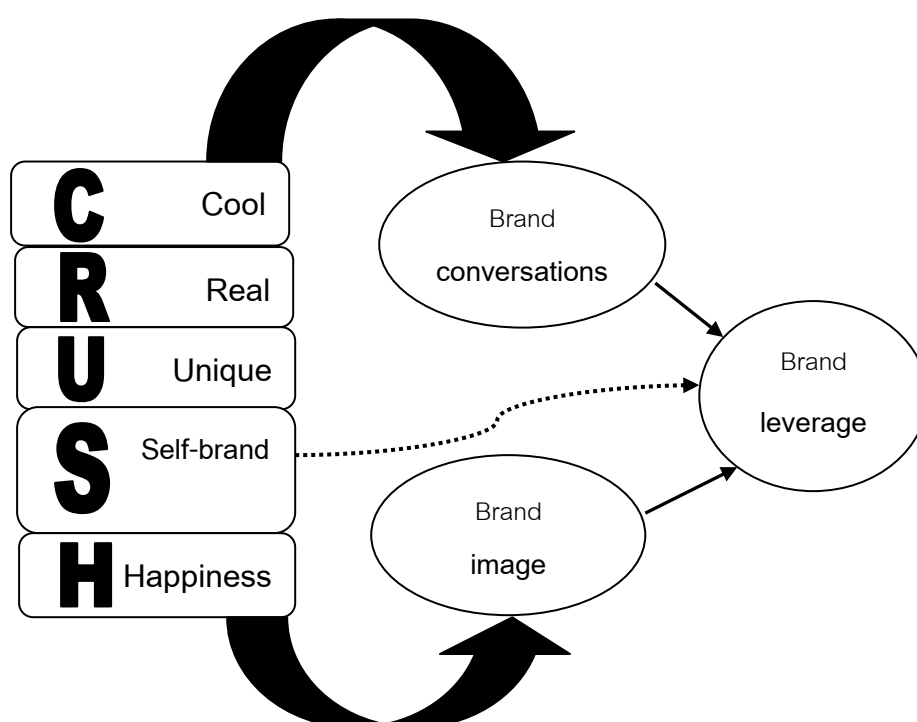 C Cool
R Real
U Unique
S Self-brand
H Happiness
Brand
conversations
Brand
leverage
Brand
image